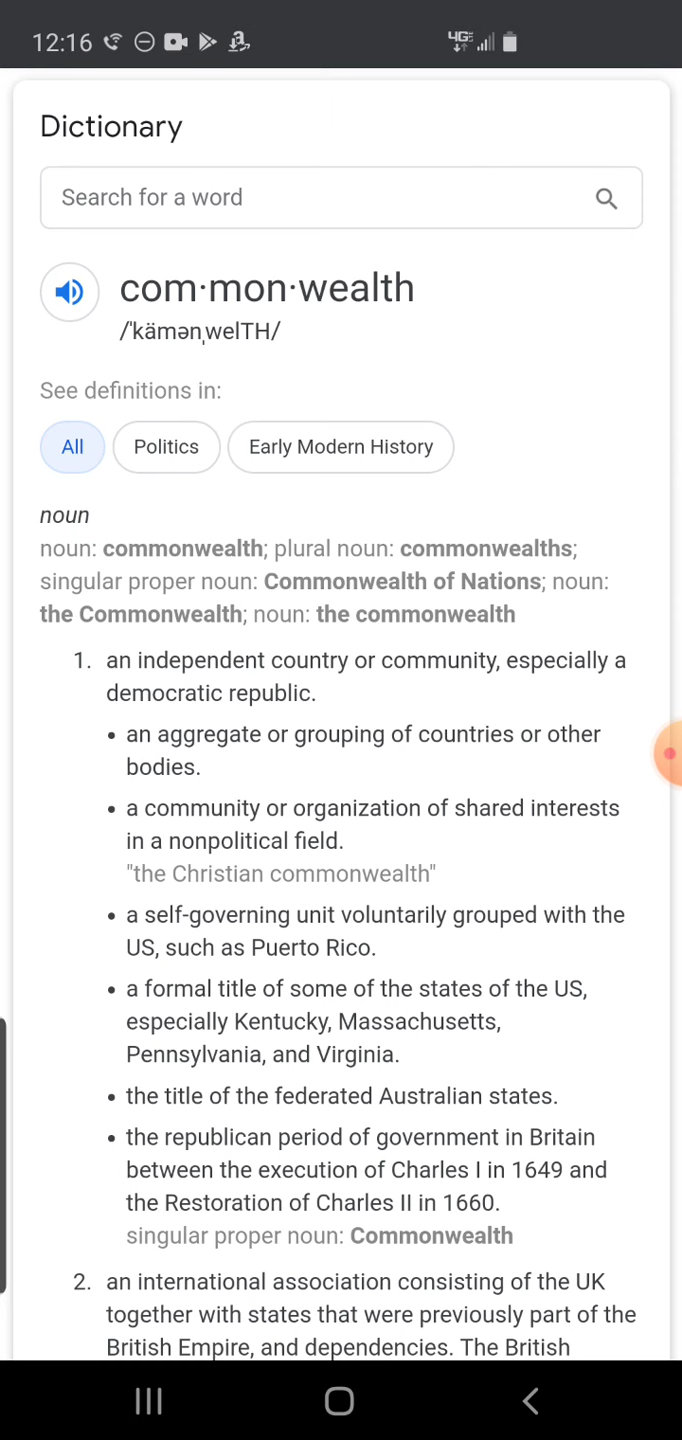 12:16
4GE
Dictionary
Search for a word
com·mon·wealth
/ˈkämənˌwelTH/
See definitions in:
All Politics Early Modern History
noun
noun: commonwealth; plural noun: commonwealths;
singular proper noun: Commonwealth of Nations; noun:
the Commonwealth; noun: the commonwealth
1. an independent country or community, especially a
democratic republic.
• an aggregate or grouping of countries or other
bodies.
• a community or organization of shared interests
in a nonpolitical field.
"the Christian commonwealth"
• a self-governing unit voluntarily grouped with the
US, such as Puerto Rico.
• a formal title of some of the states of the US,
especially Kentucky, Massachusetts,
Pennsylvania, and Virginia.
• the title of the federated Australian states.
• the republican period of government in Britain
between the execution of Charles I in 1649 and
the Restoration of Charles II in 1660.
singular proper noun: Commonwealth
2. an international association consisting of the UK
together with states that were previously part of the
British Empire, and dependencies. The British